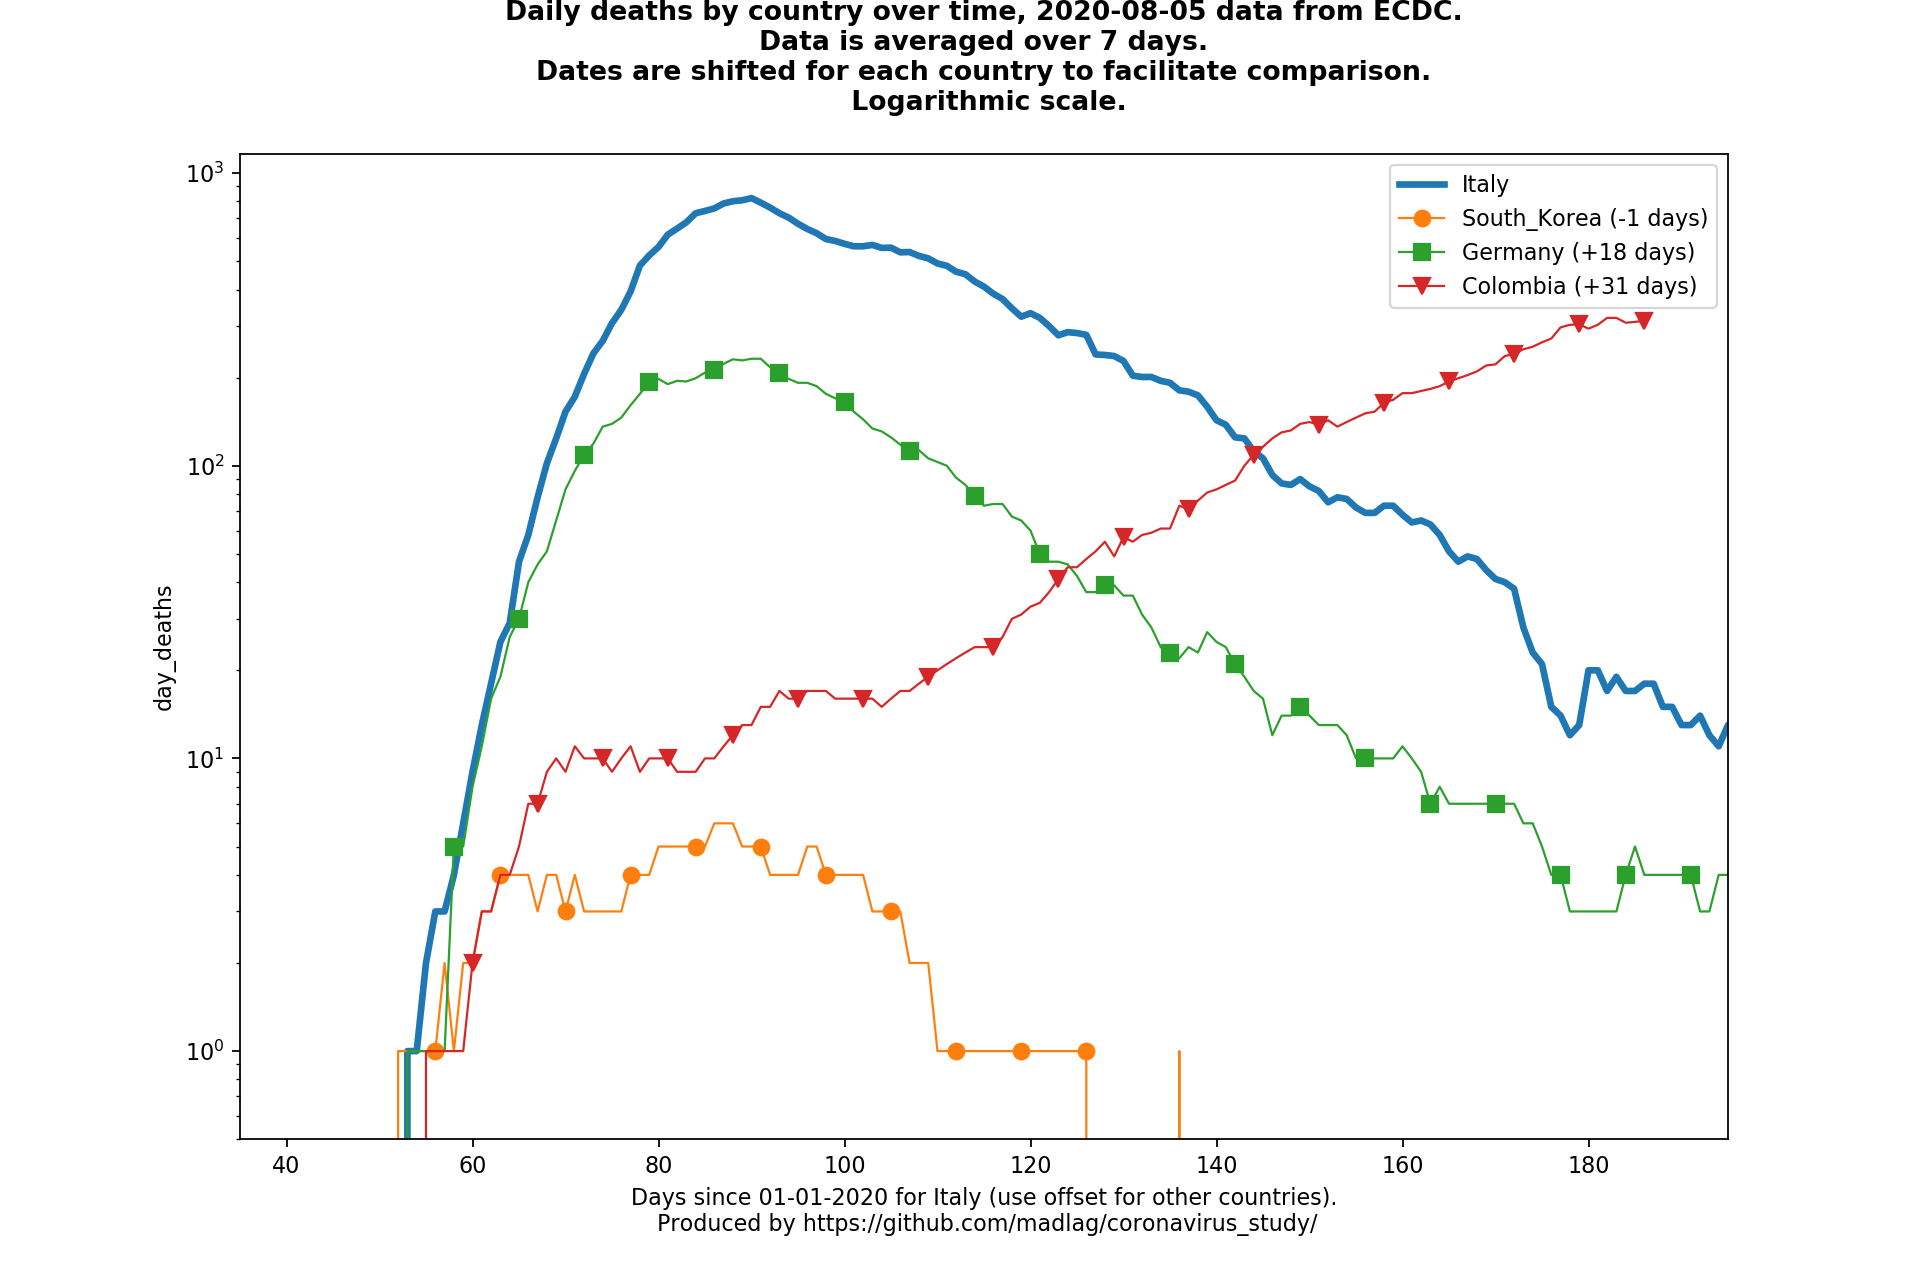 Daily deaths by country over time, 2020-08-05 data from ECDC.
Data is averaged over 7 days.
Dates are shifted for each country to facilitate comparison.
Logarithmic scale.
10³
10²
10¹
10⁰
day_deaths
Italy
South_Korea (-1 days)
Germany (+18 days)
Colombia (+31 days)
40 60 80 100 120 140 160 180
Days since 01-01-2020 for Italy (use offset for other countries).
Produced by https://github.com/madlag/coronavirus_study/